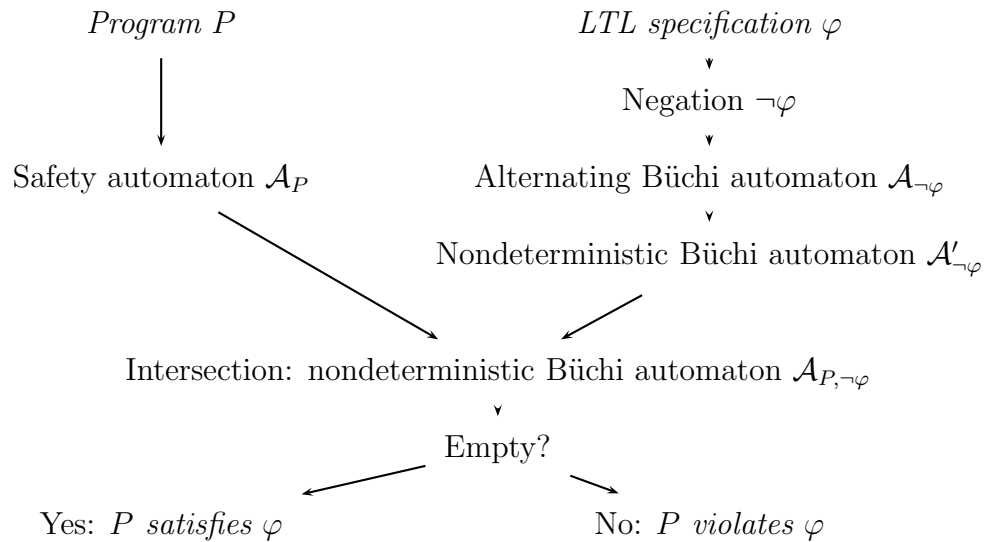 Program P
LTL specification φ
Negation ¬φ
Safety automaton 𝒜_P
Alternating Büchi automaton 𝒜_¬φ
Nondeterministic Büchi automaton 𝒜′_¬φ
Intersection: nondeterministic Büchi automaton 𝒜_P,¬φ
Empty?
Yes: P satisfies φ
No: P violates φ